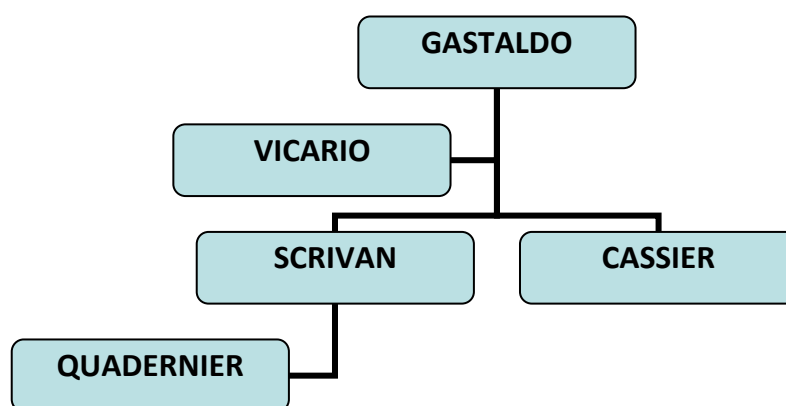 GASTALDO
VICARIO
SCRIVAN
CASSIER
QUADERNIER